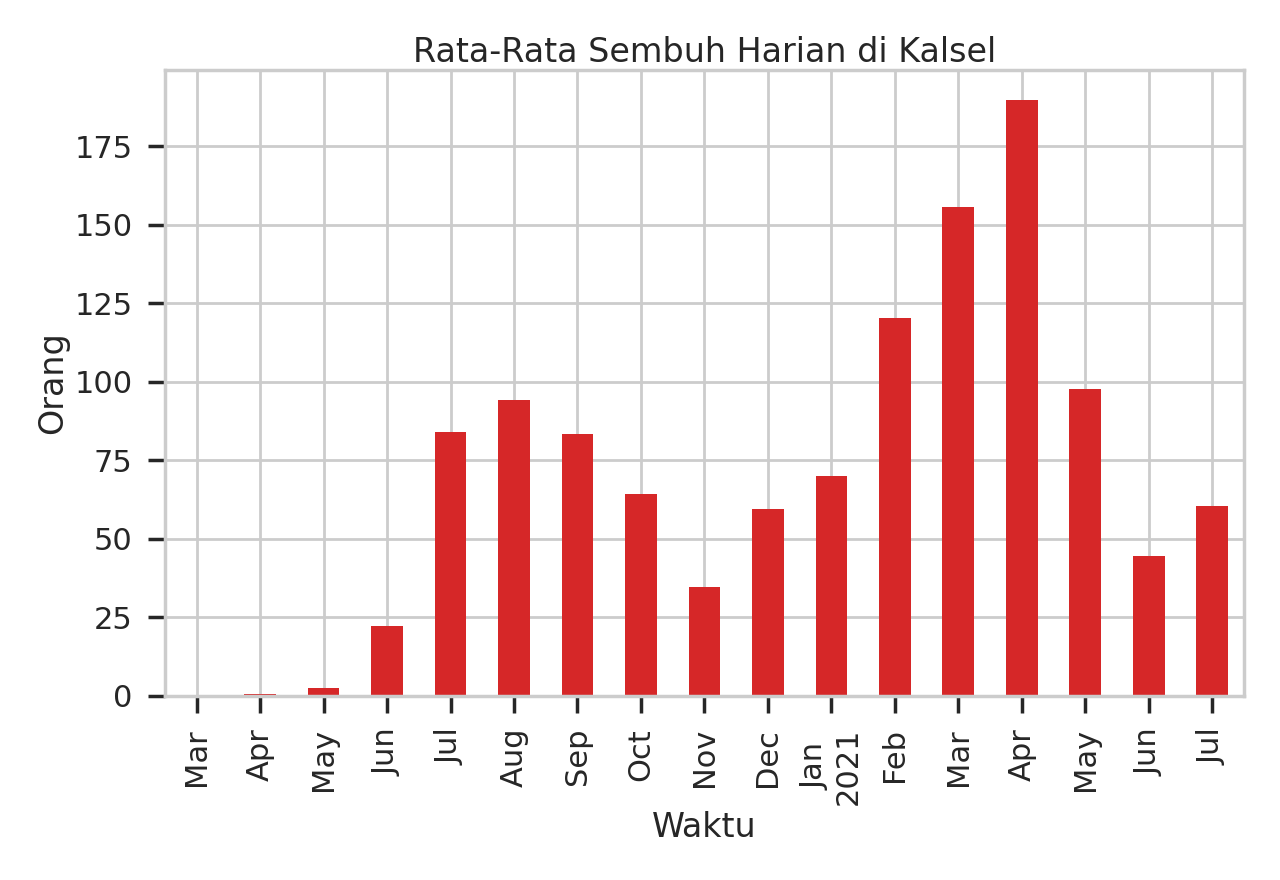 Rata-Rata Sembuh Harian di Kalsel
Orang
175
150
125
100
75
50
25
0
Mar
Apr
May
Jun
Jul
Aug
Sep
Oct
Nov
Dec
Jan
2021
Feb
Mar
Apr
May
Jun
Jul
Waktu